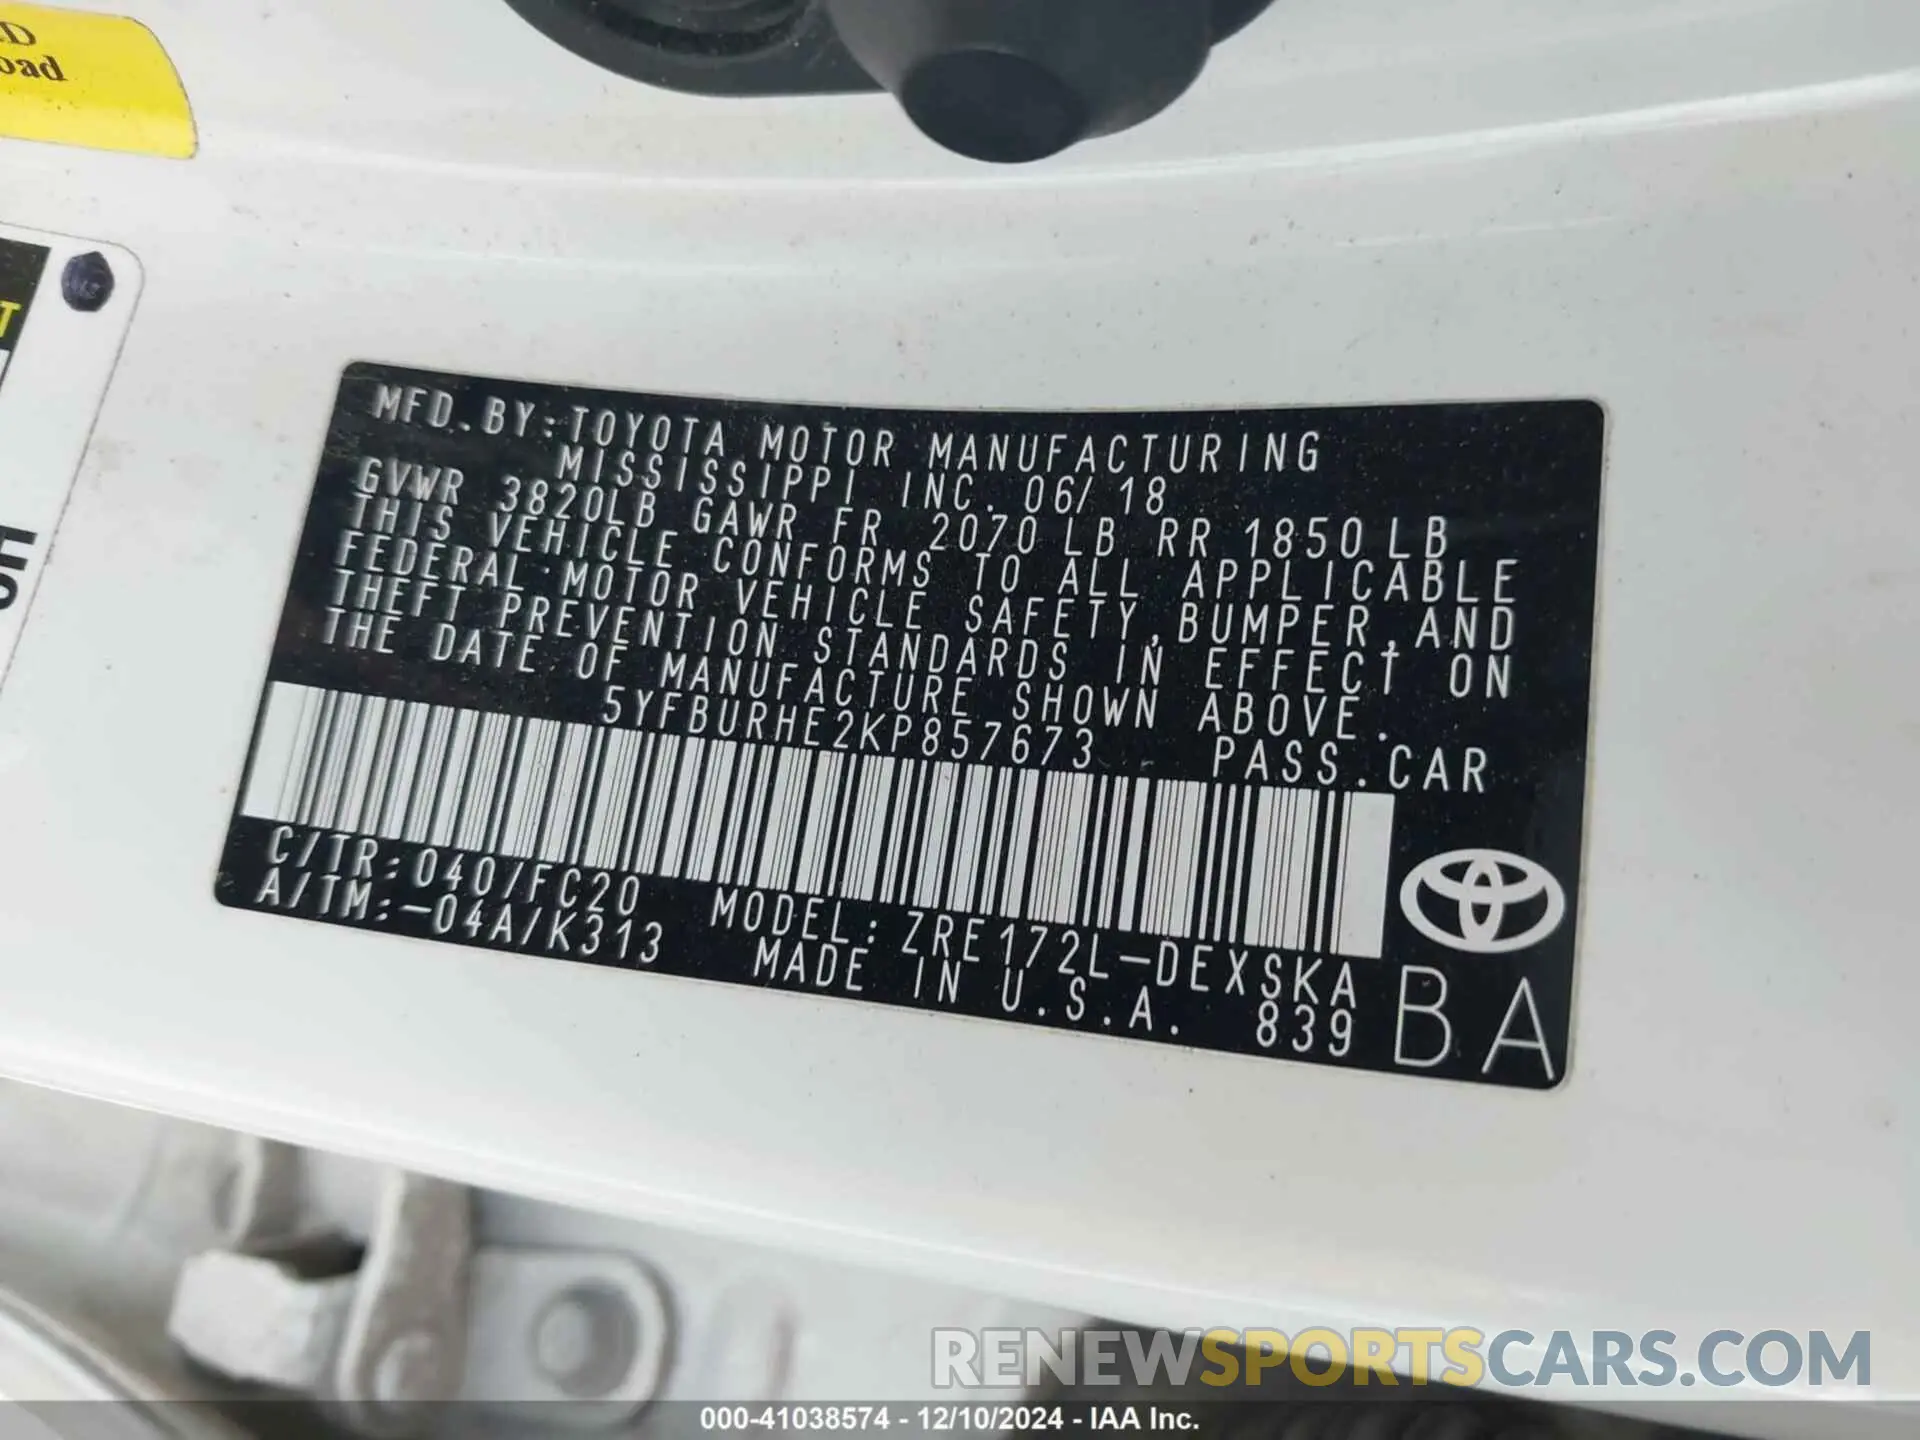 D
oad
T
MFD.BY:TOYOTA MOTOR MANUFACTURING
MISSISSIPPI INC. 06/18
GVWR 3820LB GAWR FR 2070LB RR 1850LB
THIS VEHICLE CONFORMS TO ALL APPLICABLE
FEDERAL MOTOR VEHICLE SAFETY,BUMPER,AND
THEFT PREVENTION STANDARDS IN EFFECT ON
THE DATE OF MANUFACTURE SHOWN ABOVE.
5YFBURHE2KP857673 PASS.CAR
C/TR:040/FC20 MODEL:ZRE172L-DEXSKA
A/TM:-04A/K313 MADE IN U.S.A. 839
BA
RENEWSPORTSCARS.COM
000-41038574 - 12/10/2024 - IAA Inc.